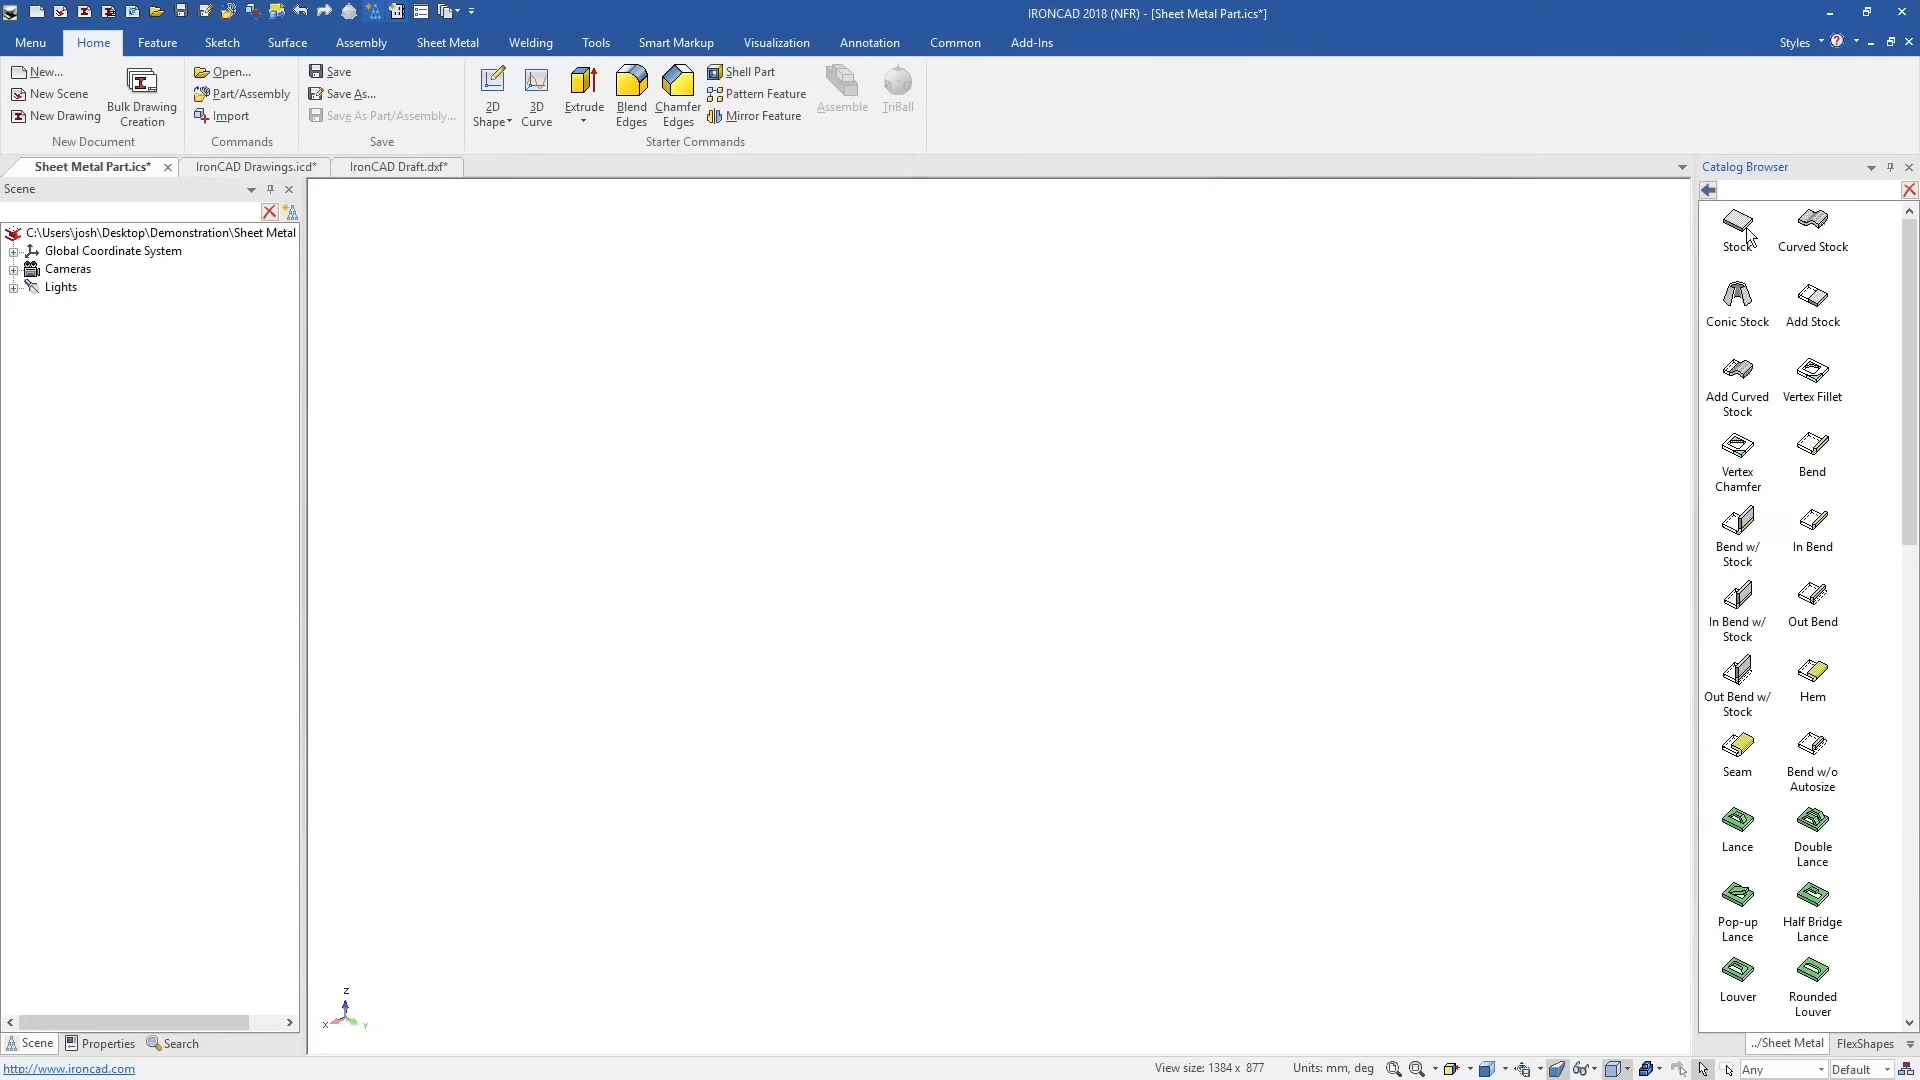 IRONCAD 2018 (NFR) - [Sheet Metal Part.ics*]
Menu Home Feature Sketch Surface Assembly Sheet Metal Welding Tools Smart Markup Visualization Annotation Common Add-Ins Styles
New...
New Scene
New Drawing
Bulk Drawing
Creation
New Document
Open...
Part/Assembly
Import
Commands
Save
Save As...
Save As Part/Assembly...
Save
2D
Shape
3D
Curve
Extrude
Blend
Edges
Chamfer
Edges
Shell Part
Pattern Feature
Mirror Feature
Assemble
TriBall
Starter Commands
Sheet Metal Part.ics* IronCAD Drawings.icd* IronCAD Draft.dxf*
Scene
C:\Users\josh\Desktop\Demonstration\Sheet Metal
Global Coordinate System
Cameras
Lights
Z
X
Y
Catalog Browser
Stock
Curved Stock
Conic Stock
Add Stock
Add Curved
Stock
Vertex Fillet
Vertex
Chamfer
Bend
Bend w/
Stock
In Bend
In Bend w/
Stock
Out Bend
Out Bend w/
Stock
Hem
Seam
Bend w/o
Autosize
Lance
Double
Lance
Pop-up
Lance
Half Bridge
Lance
Louver
Rounded
Louver
../Sheet Metal FlexShapes
Scene Properties Search
http://www.ironcad.com
View size: 1384 x 877 Units: mm, deg Any Default